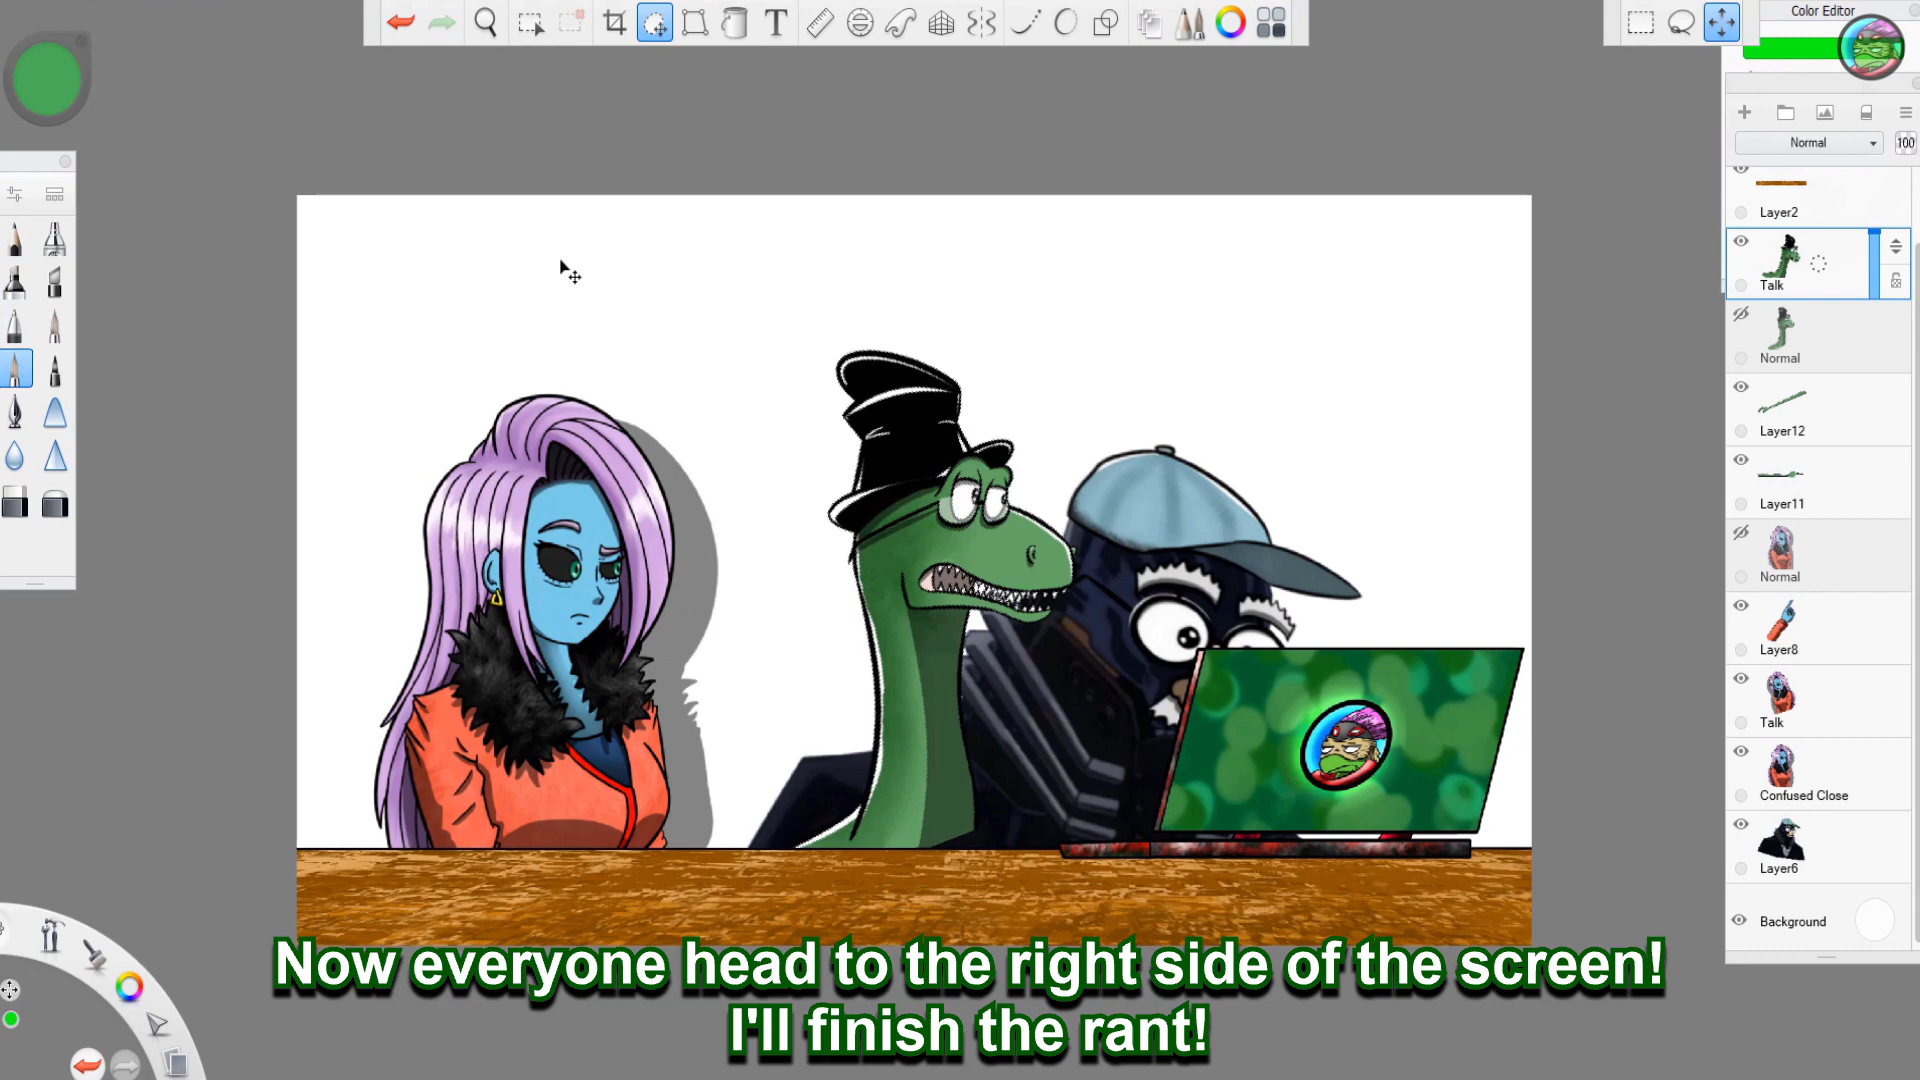 Color Editor
Normal
100
Layer2
Talk
Normal
Layer12
Layer11
Normal
Layer8
Talk
Confused Close
Layer6
Background
Now everyone head to the right side of the screen!
I'll finish the rant!